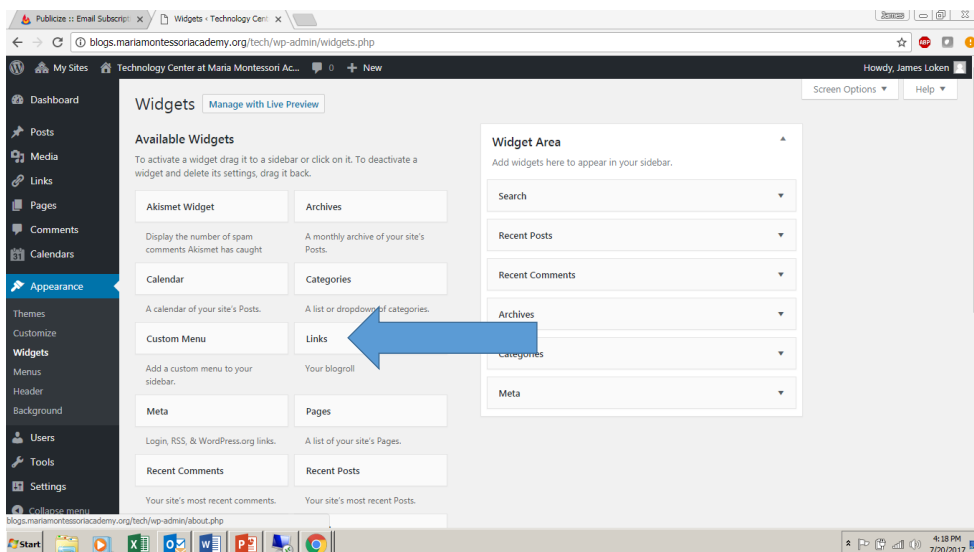 Publicize :: Email Subscript
Widgets ‹ Technology Cent
James
blogs.mariamontessoriacademy.org/tech/wp-admin/widgets.php
ABP
My Sites
Technology Center at Maria Montessori Ac...
0
New
Howdy, James Loken
Screen Options
Help
Dashboard
Posts
Media
Links
Pages
Comments
31
Calendars
Appearance
Themes
Customize
Widgets
Menus
Header
Background
Users
Tools
Settings
Collapse menu
Widgets
Manage with Live Preview
Available Widgets
To activate a widget drag it to a sidebar or click on it. To deactivate a
widget and delete its settings, drag it back.
Akismet Widget
Display the number of spam
comments Akismet has caught
Archives
A monthly archive of your site's
Posts.
Calendar
A calendar of your site's Posts.
Categories
A list or dropdown of categories.
Custom Menu
Add a custom menu to your
sidebar.
Links
Your blogroll
Meta
Login, RSS, & WordPress.org links.
Pages
A list of your site's Pages.
Recent Comments
Your site's most recent comments.
Recent Posts
Your site's most recent Posts.
Widget Area
Add widgets here to appear in your sidebar.
Search
Recent Posts
Recent Comments
Archives
Categories
Meta
blogs.mariamontessoriacademy.org/tech/wp-admin/about.php
Start
4:18 PM
7/20/2017